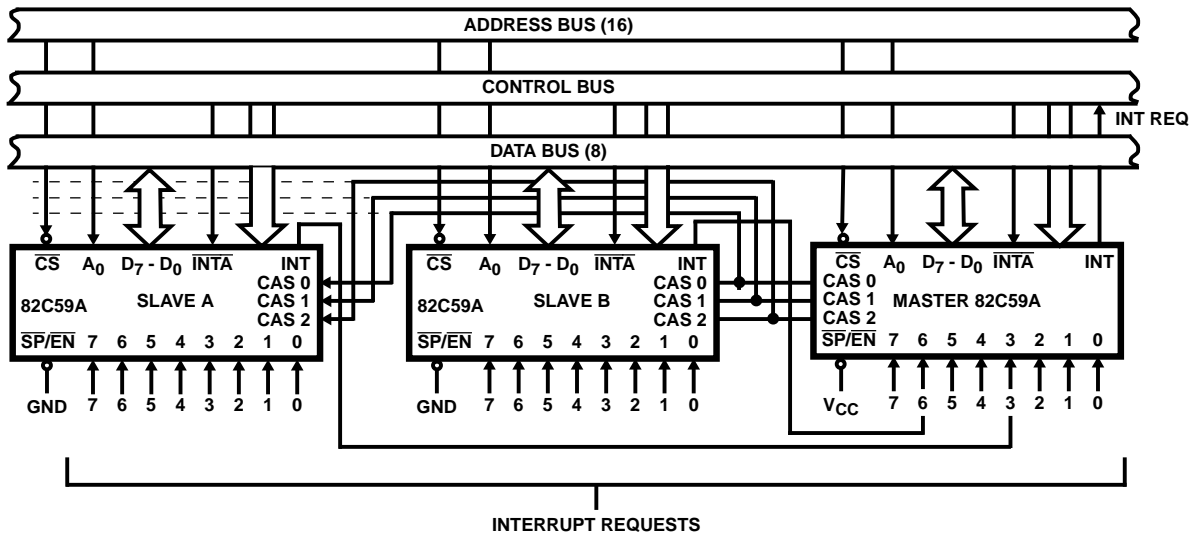 ADDRESS BUS (16)
CONTROL BUS
INT REQ
DATA BUS (8)
CS A0 D7 - D0 INTA INT
CAS 0
82C59A SLAVE A CAS 1
CAS 2
SP/EN 7 6 5 4 3 2 1 0
GND 7 6 5 4 3 2 1 0
CS A0 D7 - D0 INTA INT
CAS 0
82C59A SLAVE B CAS 1
CAS 2
SP/EN 7 6 5 4 3 2 1 0
GND 7 6 5 4 3 2 1 0
CS A0 D7 - D0 INTA INT
CAS 0
CAS 1 MASTER 82C59A
CAS 2
SP/EN 7 6 5 4 3 2 1 0
VCC 7 6 5 4 3 2 1 0
INTERRUPT REQUESTS